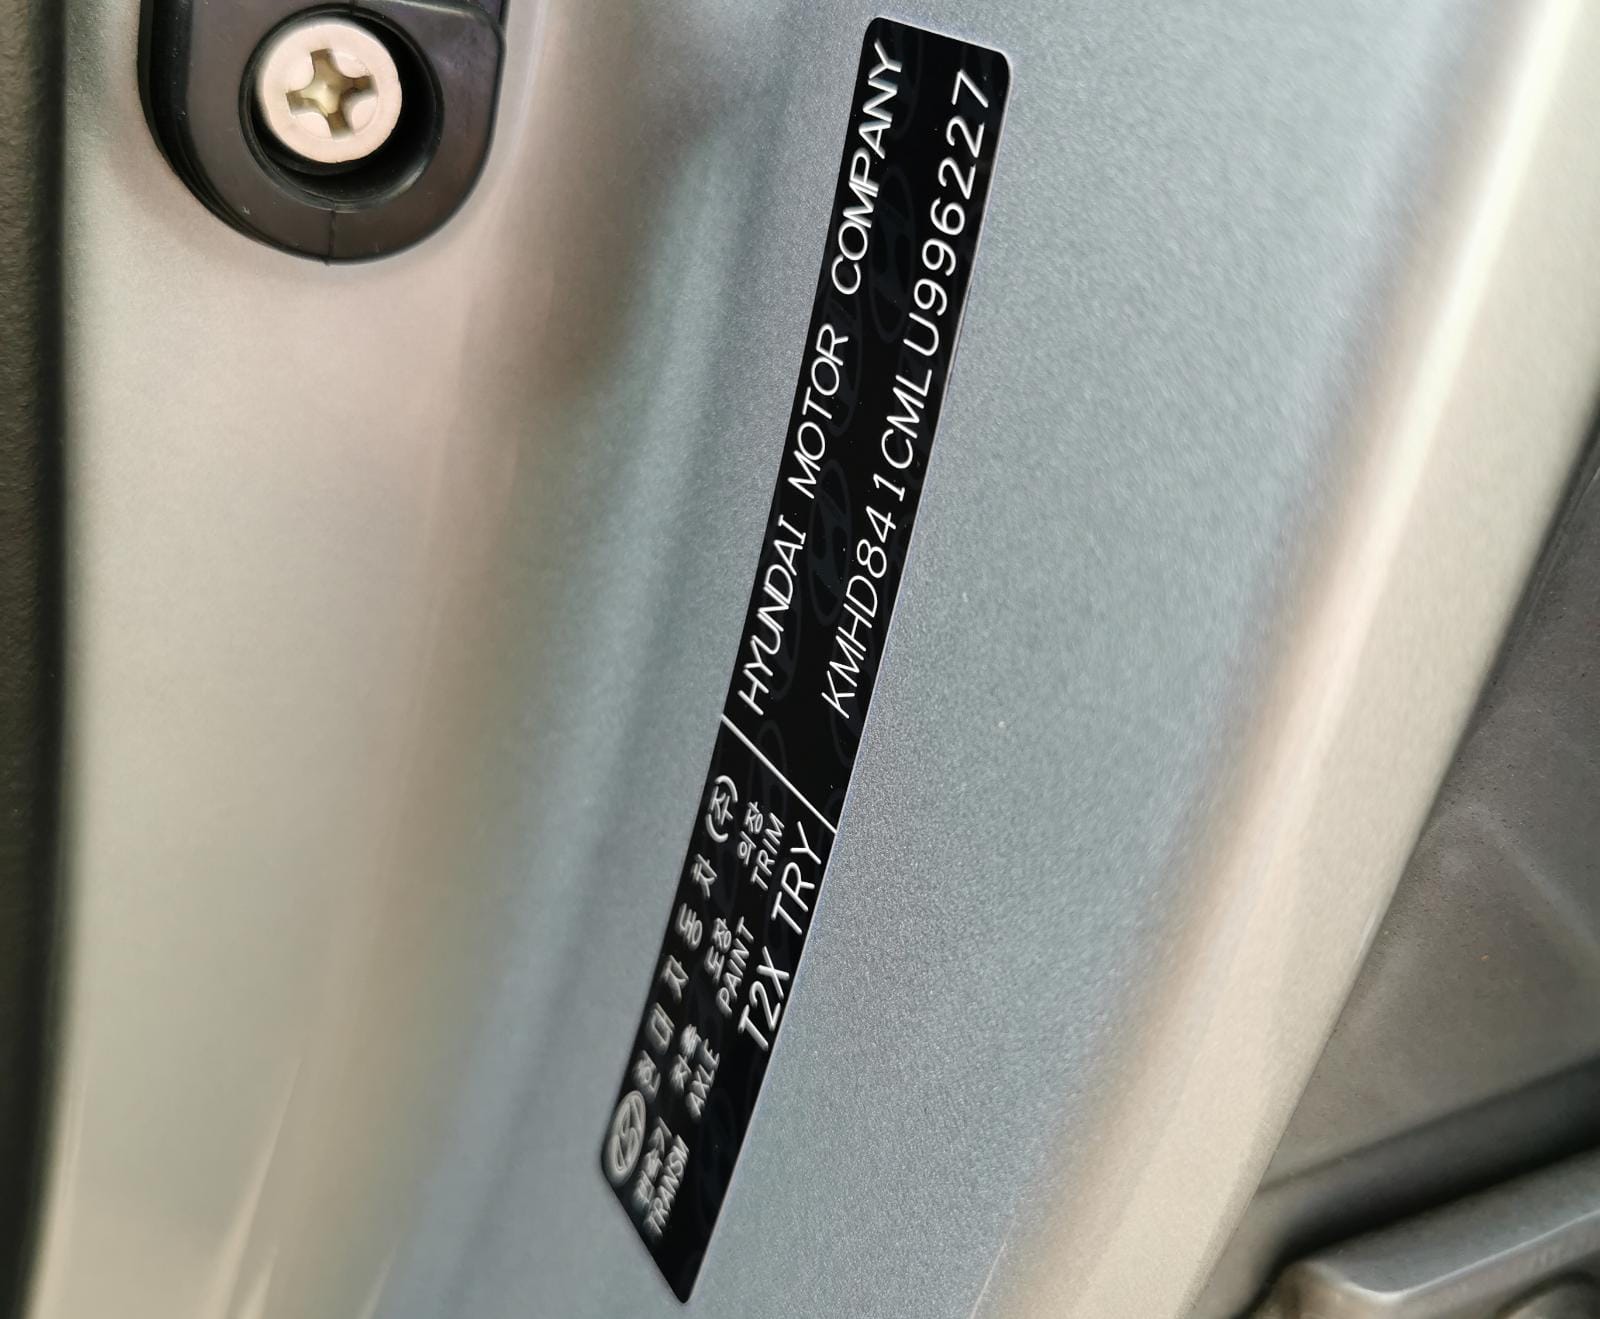 현대자동차(주)
HYUNDAI MOTOR COMPANY
변속기 차축 도장 의장
TRANSM AXLE PAINT TRIM
T2X TRY
KMHD841CMLU996227